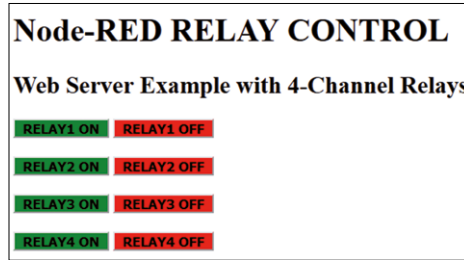 Node-RED RELAY CONTROL
Web Server Example with 4-Channel Relays
RELAY1 ON RELAY1 OFF
RELAY2 ON RELAY2 OFF
RELAY3 ON RELAY3 OFF
RELAY4 ON RELAY4 OFF